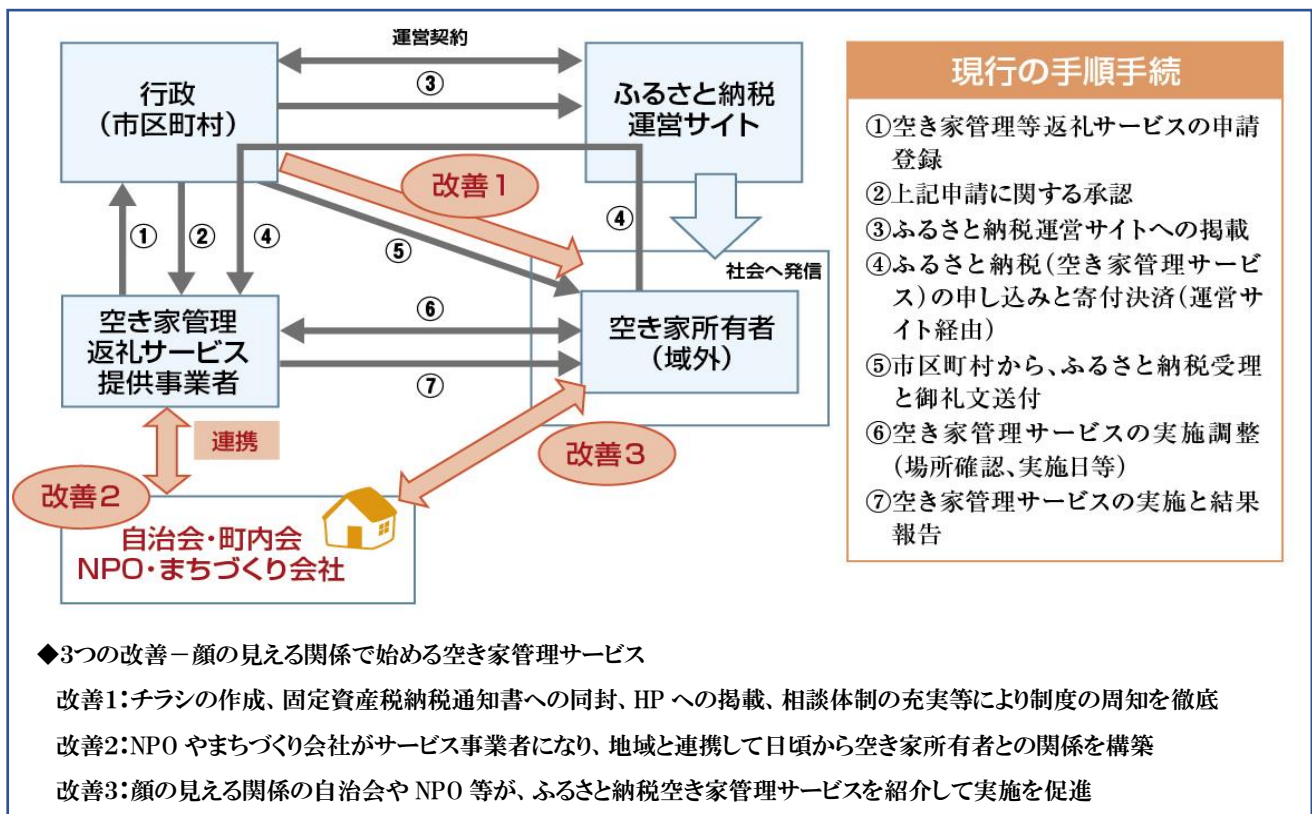 運営契約
③
行政
（市区町村）
ふるさと納税
運営サイト
改善1
①
②
④
⑤
④
社会へ発信
空き家管理
返礼サービス
提供事業者
⑥
⑦
空き家所有者
（域外）
連携
改善2
改善3
自治会・町内会
NPO・まちづくり会社
現行の手順手続
①空き家管理等返礼サービスの申請
登録
②上記申請に関する承認
③ふるさと納税運営サイトへの掲載
④ふるさと納税(空き家管理サービ
ス)の申し込みと寄付決済(運営サ
イト経由)
⑤市区町村から、ふるさと納税受理
と御礼文送付
⑥空き家管理サービスの実施調整
(場所確認、実施日等)
⑦空き家管理サービスの実施と結果
報告
◆3つの改善－顔の見える関係で始める空き家管理サービス
改善1：チラシの作成、固定資産税納税通知書への同封、HP への掲載、相談体制の充実等により制度の周知を徹底
改善2：NPO やまちづくり会社がサービス事業者になり、地域と連携して日頃から空き家所有者との関係を構築
改善3：顔の見える関係の自治会や NPO 等が、ふるさと納税空き家管理サービスを紹介して実施を促進